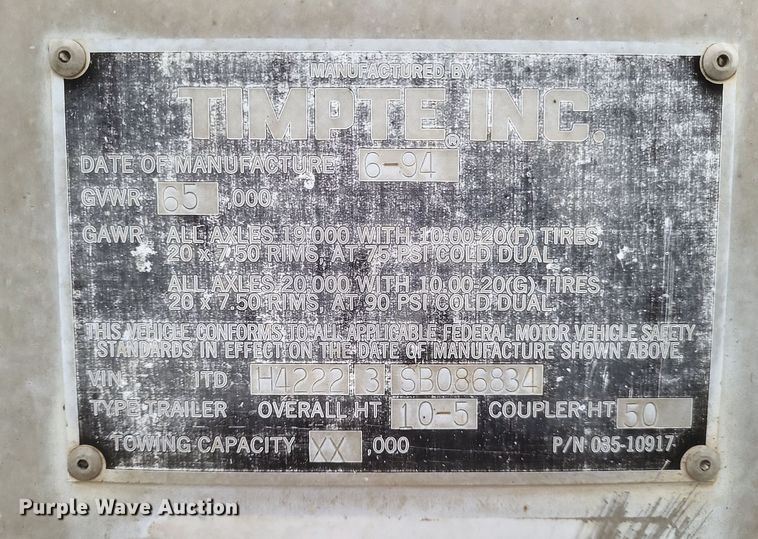 MANUFACTURED BY
TIMPTE® INC.
DATE OF MANUFACTURE 6-94
GVWR 65 ,000
GAWR ALL AXLES 19,000 WITH 10:00-20(F) TIRES,
20 x 7.50 RIMS, AT 75 PSI COLD DUAL.
ALL AXLES 20,000 WITH 10:00-20(G) TIRES,
20 x 7.50 RIMS, AT 90 PSI COLD DUAL.
THIS VEHICLE CONFORMS TO ALL APPLICABLE FEDERAL MOTOR VEHICLE SAFETY
STANDARDS IN EFFECT ON THE DATE OF MANUFACTURE SHOWN ABOVE.
VIN 1TD H4222 3 SB086834
TYPE TRAILER OVERALL HT 10-5 COUPLER HT 50
TOWING CAPACITY XX ,000 P/N 035-10917
Purple Wave Auction